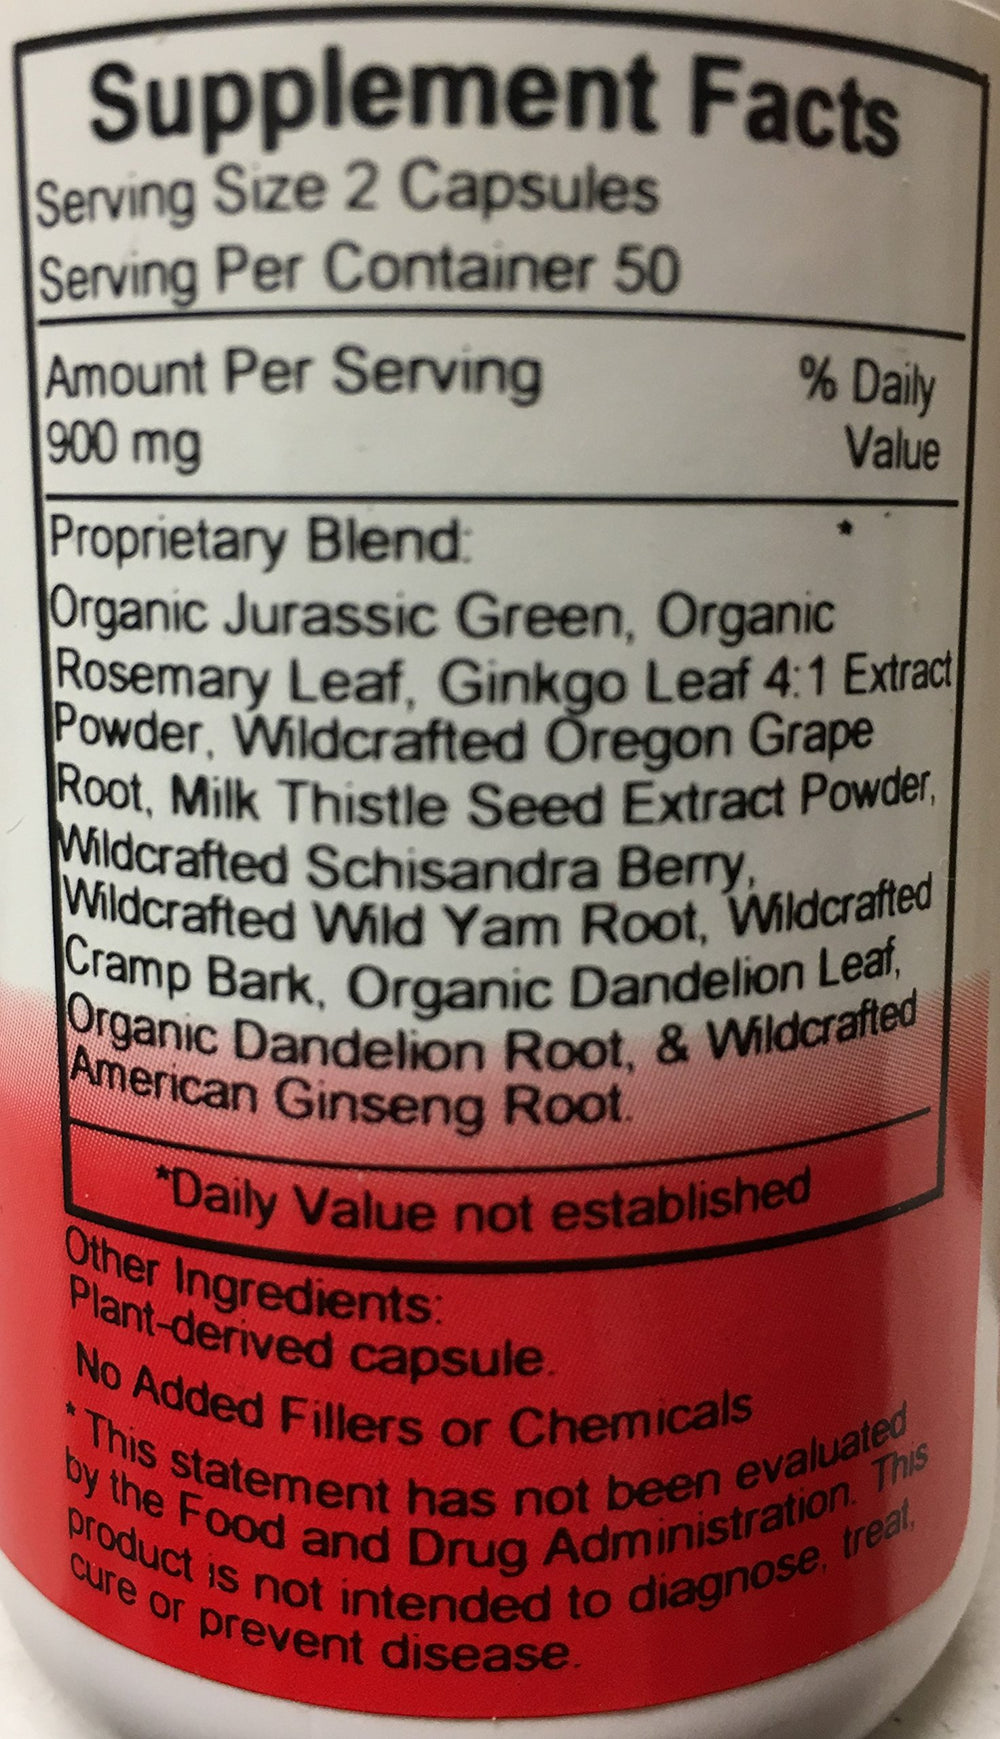 Supplement Facts
Serving Size 2 Capsules
Serving Per Container 50
Amount Per Serving % Daily
900 mg Value
Proprietary Blend: *
Organic Jurassic Green, Organic
Rosemary Leaf, Ginkgo Leaf 4:1 Extract
Powder, Wildcrafted Oregon Grape
Root, Milk Thistle Seed Extract Powder,
Wildcrafted Schisandra Berry,
Wildcrafted Wild Yam Root, Wildcrafted
Cramp Bark, Organic Dandelion Leaf,
Organic Dandelion Root, & Wildcrafted
American Ginseng Root.
*Daily Value not established
Other Ingredients:
Plant-derived capsule.
No Added Fillers or Chemicals
* This statement has not been evaluated
by the Food and Drug Administration. This
product is not intended to diagnose, treat,
cure or prevent disease.